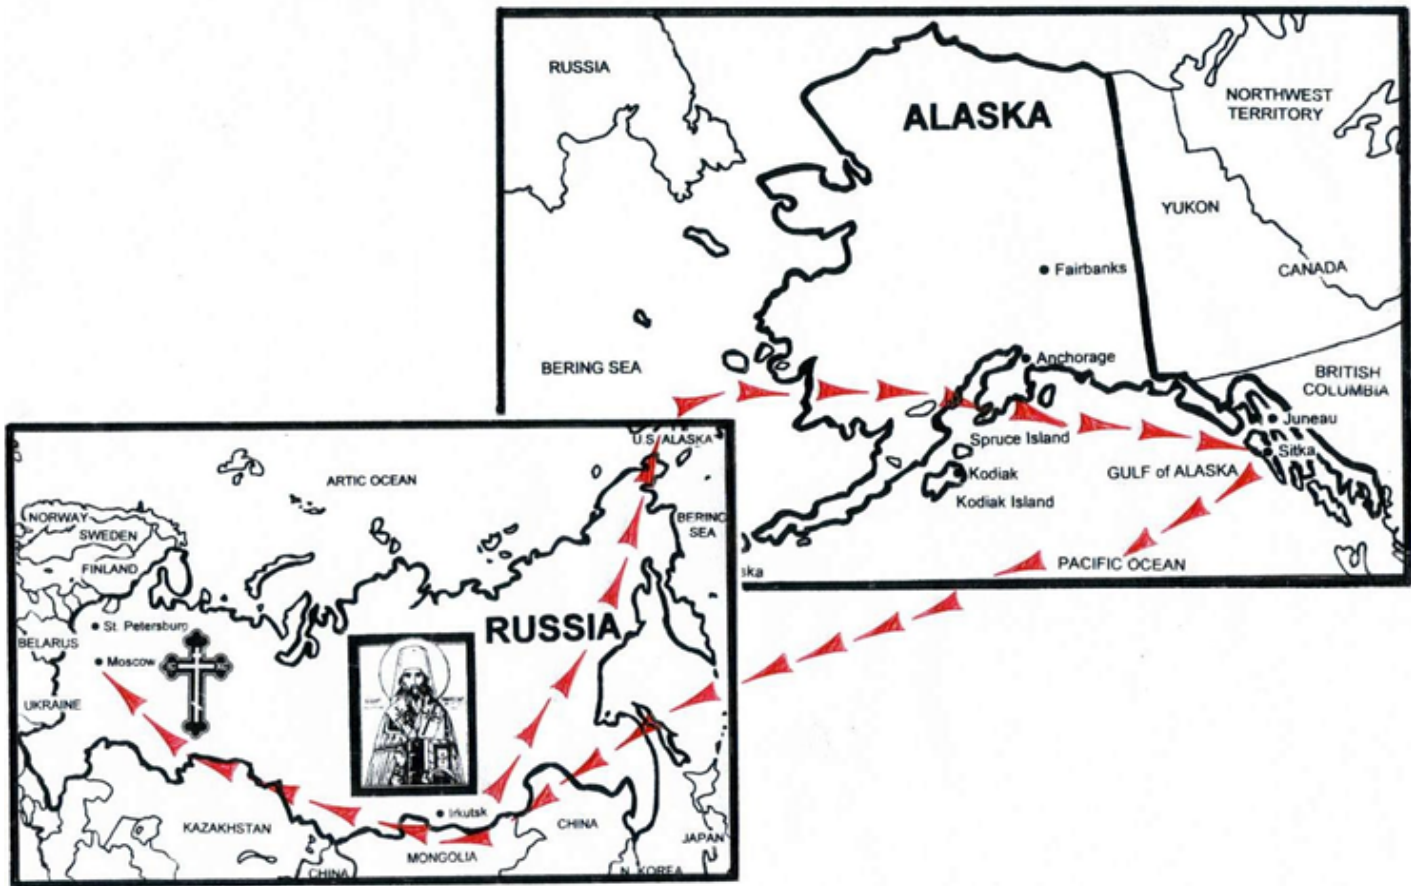 RUSSIA
ALASKA
NORTHWEST
TERRITORY
YUKON
CANADA
Fairbanks
BERING SEA
Anchorage
BRITISH
COLUMBIA
Juneau
Spruce Island
Sitka
Kodiak
GULF of ALASKA
Kodiak Island
PACIFIC OCEAN
ska
U.S. ALASKA
ARTIC OCEAN
NORWAY
SWEDEN
FINLAND
BERING
SEA
St. Petersburg
RUSSIA
BELARUS
Moscow
UKRAINE
Irkutsk
KAZAKHSTAN
CHINA
JAPAN
MONGOLIA
CHINA
N. KOREA